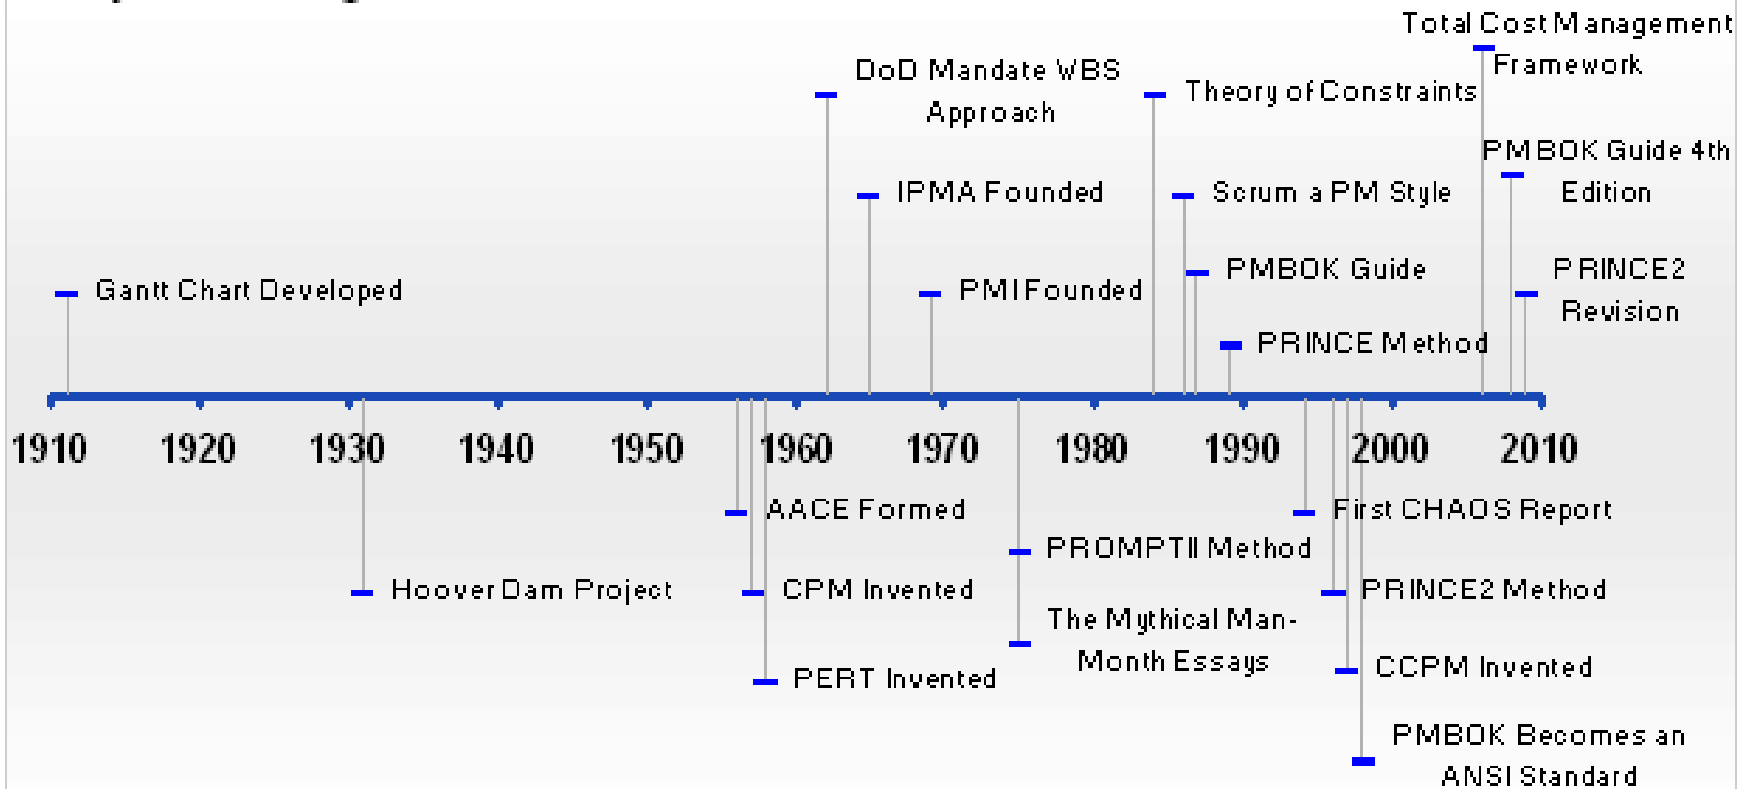 Total Cost Management
Framework
DoD Mandate WBS
Approach
Theory of Constraints
PMBOK Guide 4th
Edition
IPMA Founded
Scrum a PM Style
PMBOK Guide
PRINCE2
Revision
Gantt Chart Developed
PMI Founded
PRINCE Method
1910 1920 1930 1940 1950 1960 1970 1980 1990 2000 2010
AACE Formed
First CHAOS Report
PROMPTII Method
Hoover Dam Project
CPM Invented
PRINCE2 Method
The Mythical Man-
Month Essays
CCPM Invented
PERT Invented
PMBOK Becomes an
ANSI Standard